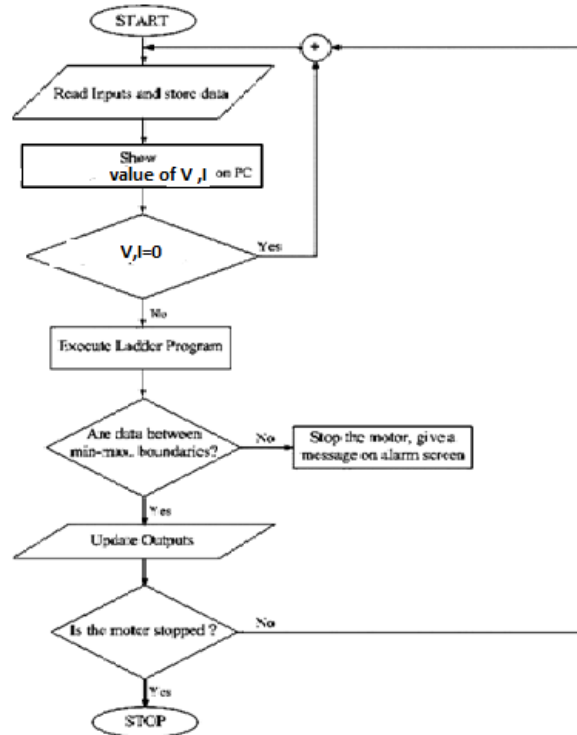 START
+
Read Inputs and store data
Show
value of V ,I on PC
V,I=0
Yes
No
Execute Ladder Program
Are data between
min-max. boundaries?
No
Stop the motor, give a
message on alarm screen
Yes
Update Outputs
Is the moter stopped ?
No
Yes
STOP